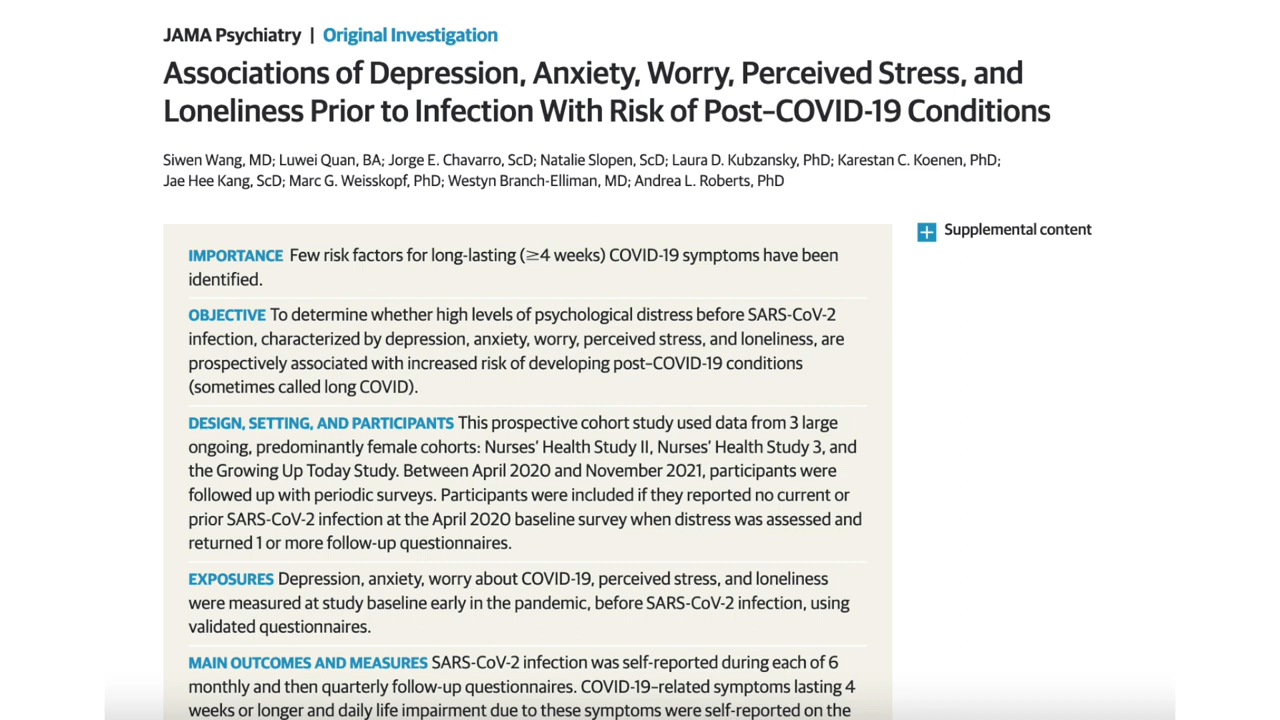 JAMA Psychiatry | Original Investigation
Associations of Depression, Anxiety, Worry, Perceived Stress, and
Loneliness Prior to Infection With Risk of Post–COVID-19 Conditions
Siwen Wang, MD; Luwei Quan, BA; Jorge E. Chavarro, ScD; Natalie Slopen, ScD; Laura D. Kubzansky, PhD; Karestan C. Koenen, PhD;
Jae Hee Kang, ScD; Marc G. Weisskopf, PhD; Westyn Branch-Elliman, MD; Andrea L. Roberts, PhD
Supplemental content
IMPORTANCE Few risk factors for long-lasting (≥4 weeks) COVID-19 symptoms have been
identified.
OBJECTIVE To determine whether high levels of psychological distress before SARS-CoV-2
infection, characterized by depression, anxiety, worry, perceived stress, and loneliness, are
prospectively associated with increased risk of developing post–COVID-19 conditions
(sometimes called long COVID).
DESIGN, SETTING, AND PARTICIPANTS This prospective cohort study used data from 3 large
ongoing, predominantly female cohorts: Nurses’ Health Study II, Nurses’ Health Study 3, and
the Growing Up Today Study. Between April 2020 and November 2021, participants were
followed up with periodic surveys. Participants were included if they reported no current or
prior SARS-CoV-2 infection at the April 2020 baseline survey when distress was assessed and
returned 1 or more follow-up questionnaires.
EXPOSURES Depression, anxiety, worry about COVID-19, perceived stress, and loneliness
were measured at study baseline early in the pandemic, before SARS-CoV-2 infection, using
validated questionnaires.
MAIN OUTCOMES AND MEASURES SARS-CoV-2 infection was self-reported during each of 6
monthly and then quarterly follow-up questionnaires. COVID-19–related symptoms lasting 4
weeks or longer and daily life impairment due to these symptoms were self-reported on the